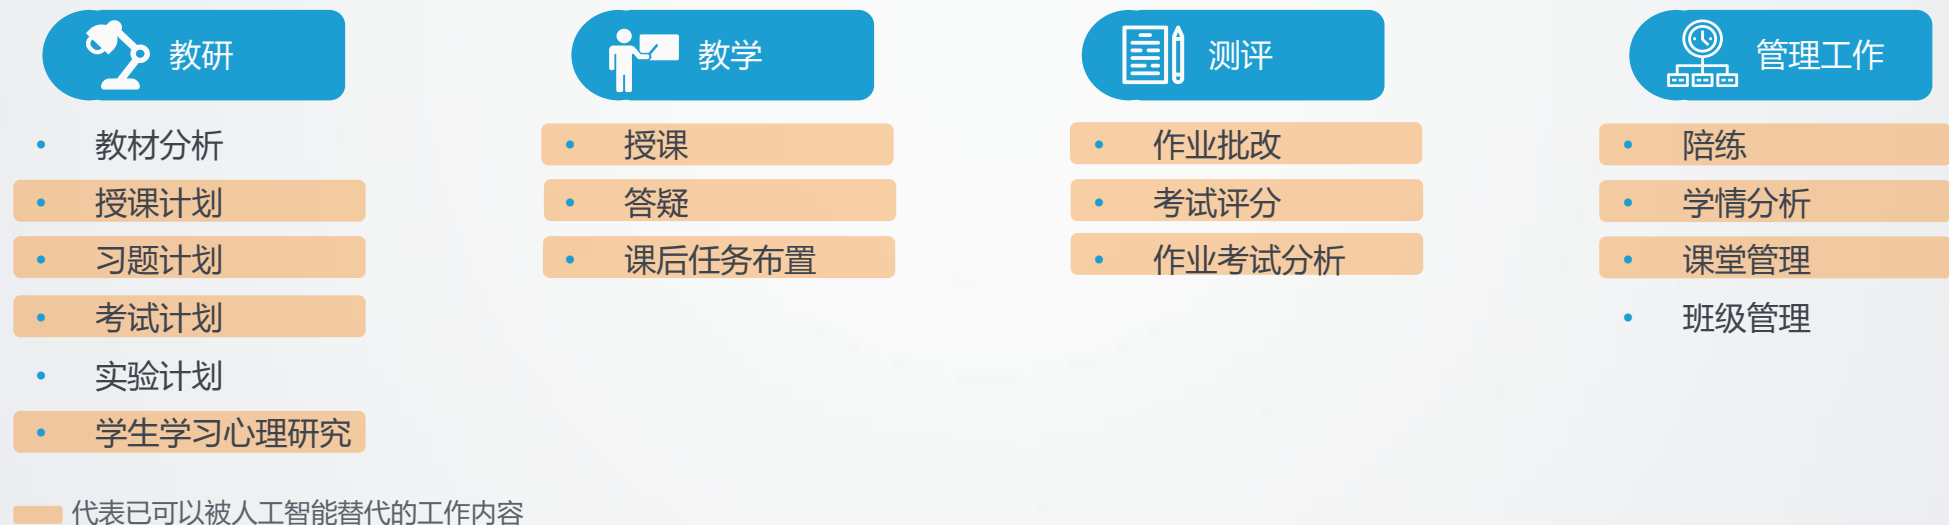 教研
• 教材分析
• 授课计划
• 习题计划
• 考试计划
• 实验计划
• 学生学习心理研究
教学
• 授课
• 答疑
• 课后任务布置
测评
• 作业批改
• 考试评分
• 作业考试分析
管理工作
• 陪练
• 学情分析
• 课堂管理
• 班级管理
代表已可以被人工智能替代的工作内容